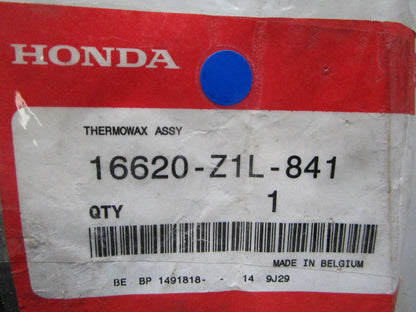 HONDA
THERMOWAX ASSY
16620-Z1L-841
QTY 1
MADE IN BELGIUM
BE BP 1491818- - 14 9J29